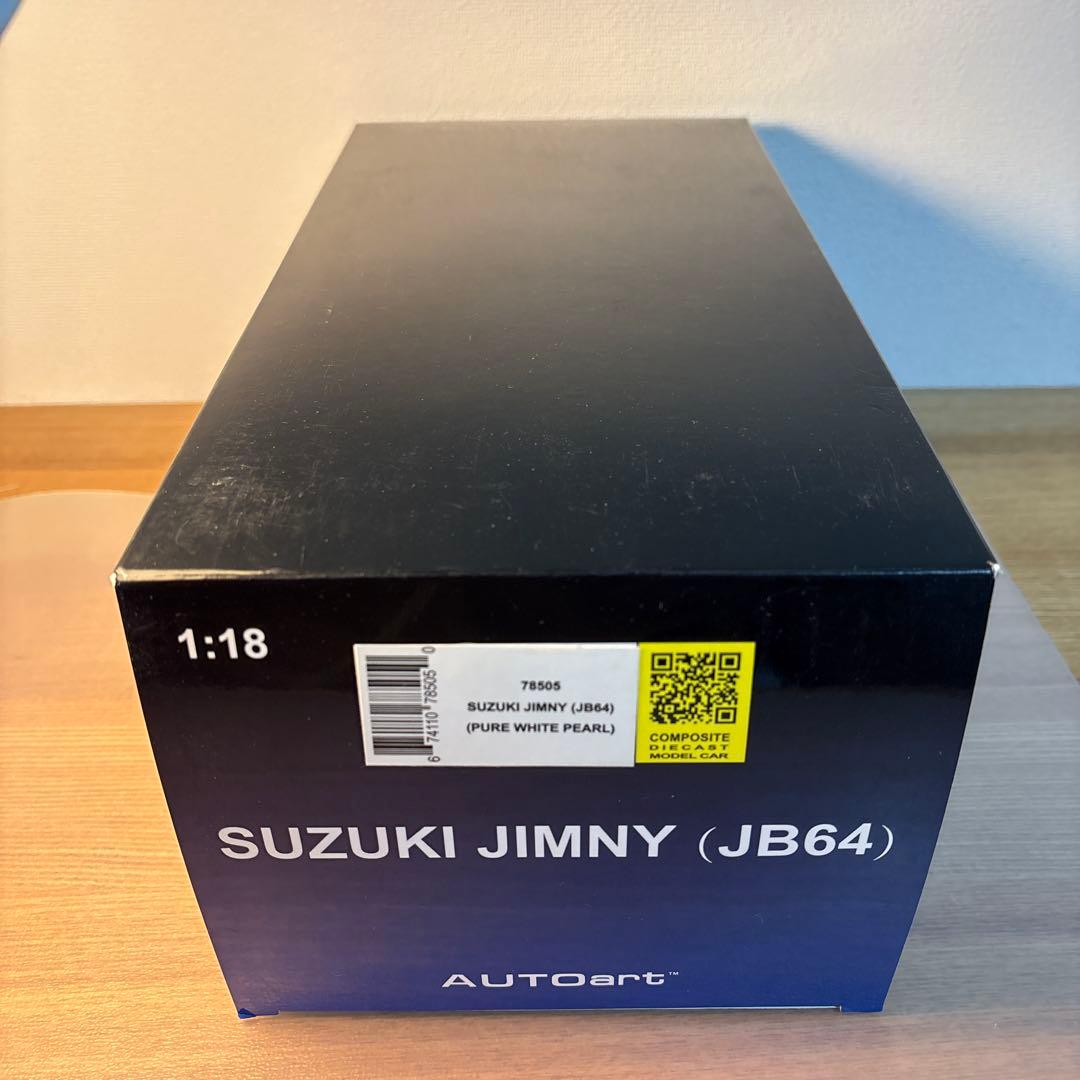 1:18
6 74110 78505 0
78505
SUZUKI JIMNY (JB64)
(PURE WHITE PEARL)
COMPOSITE
DIECAST
MODEL CAR
SUZUKI JIMNY (JB64)
AUTOart™